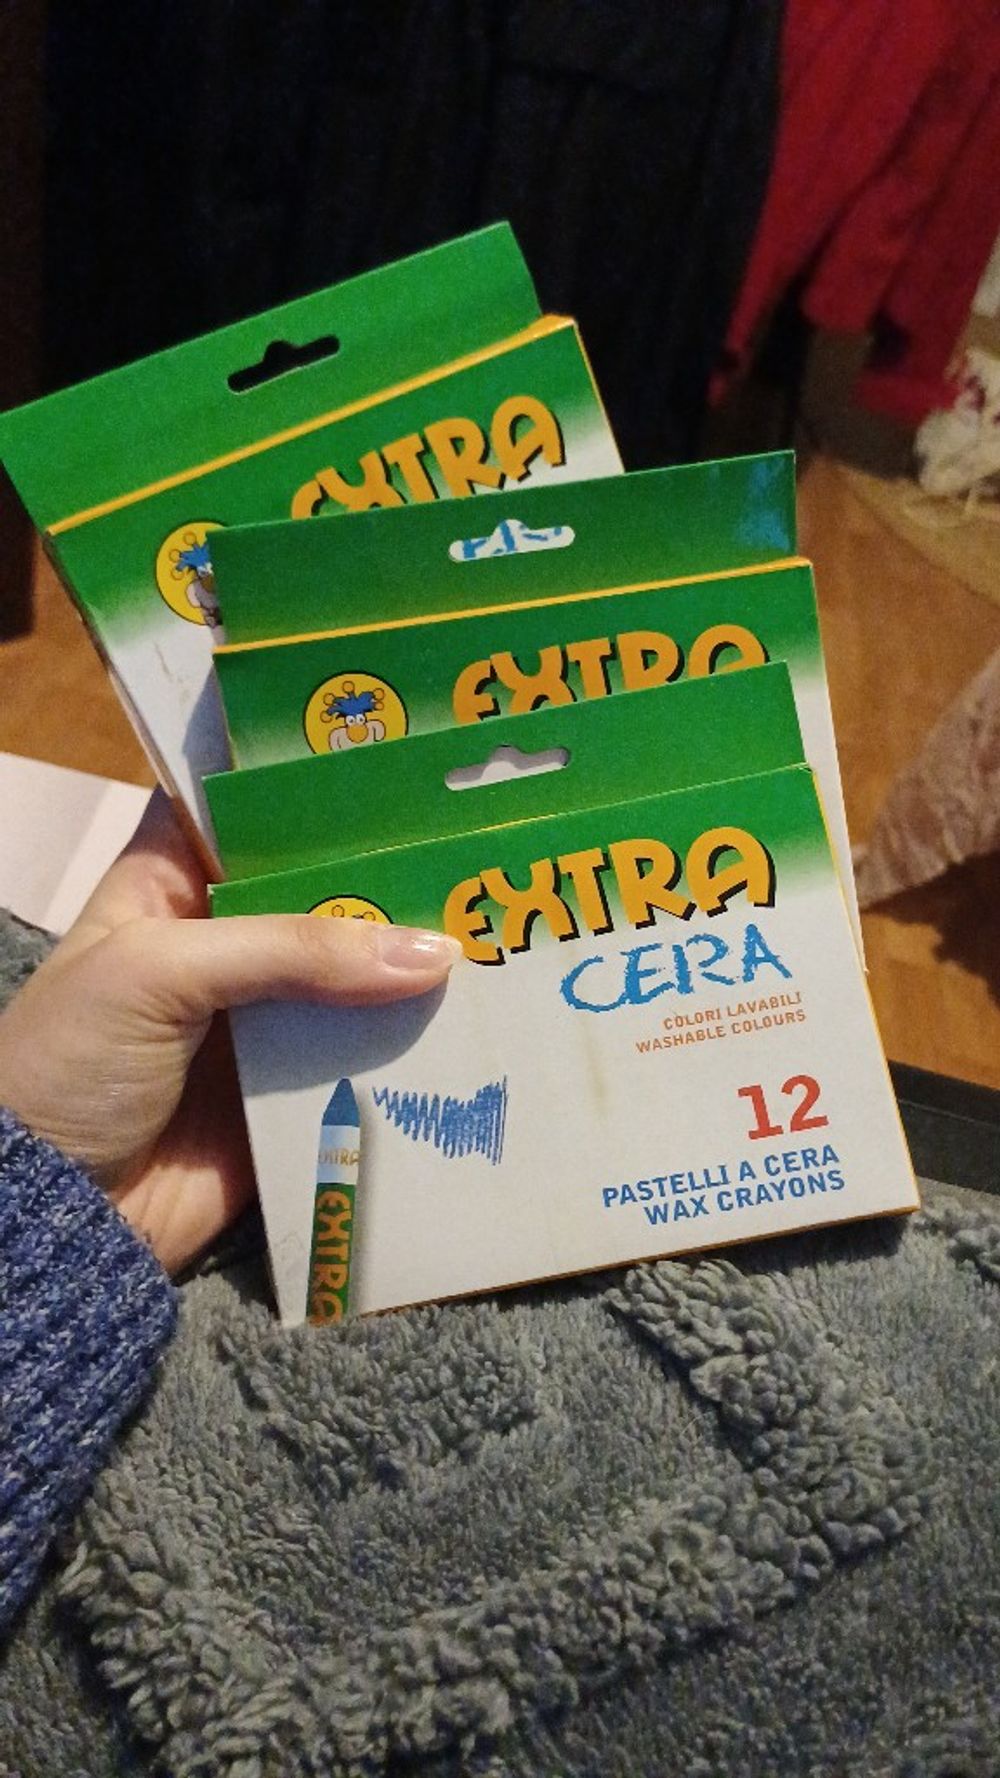 EXTRA
EXTRA
EXTRA
CERA
COLORI LAVABILI
WASHABLE COLOURS
12
PASTELLI A CERA
WAX CRAYONS
EXTRA
EXTRA